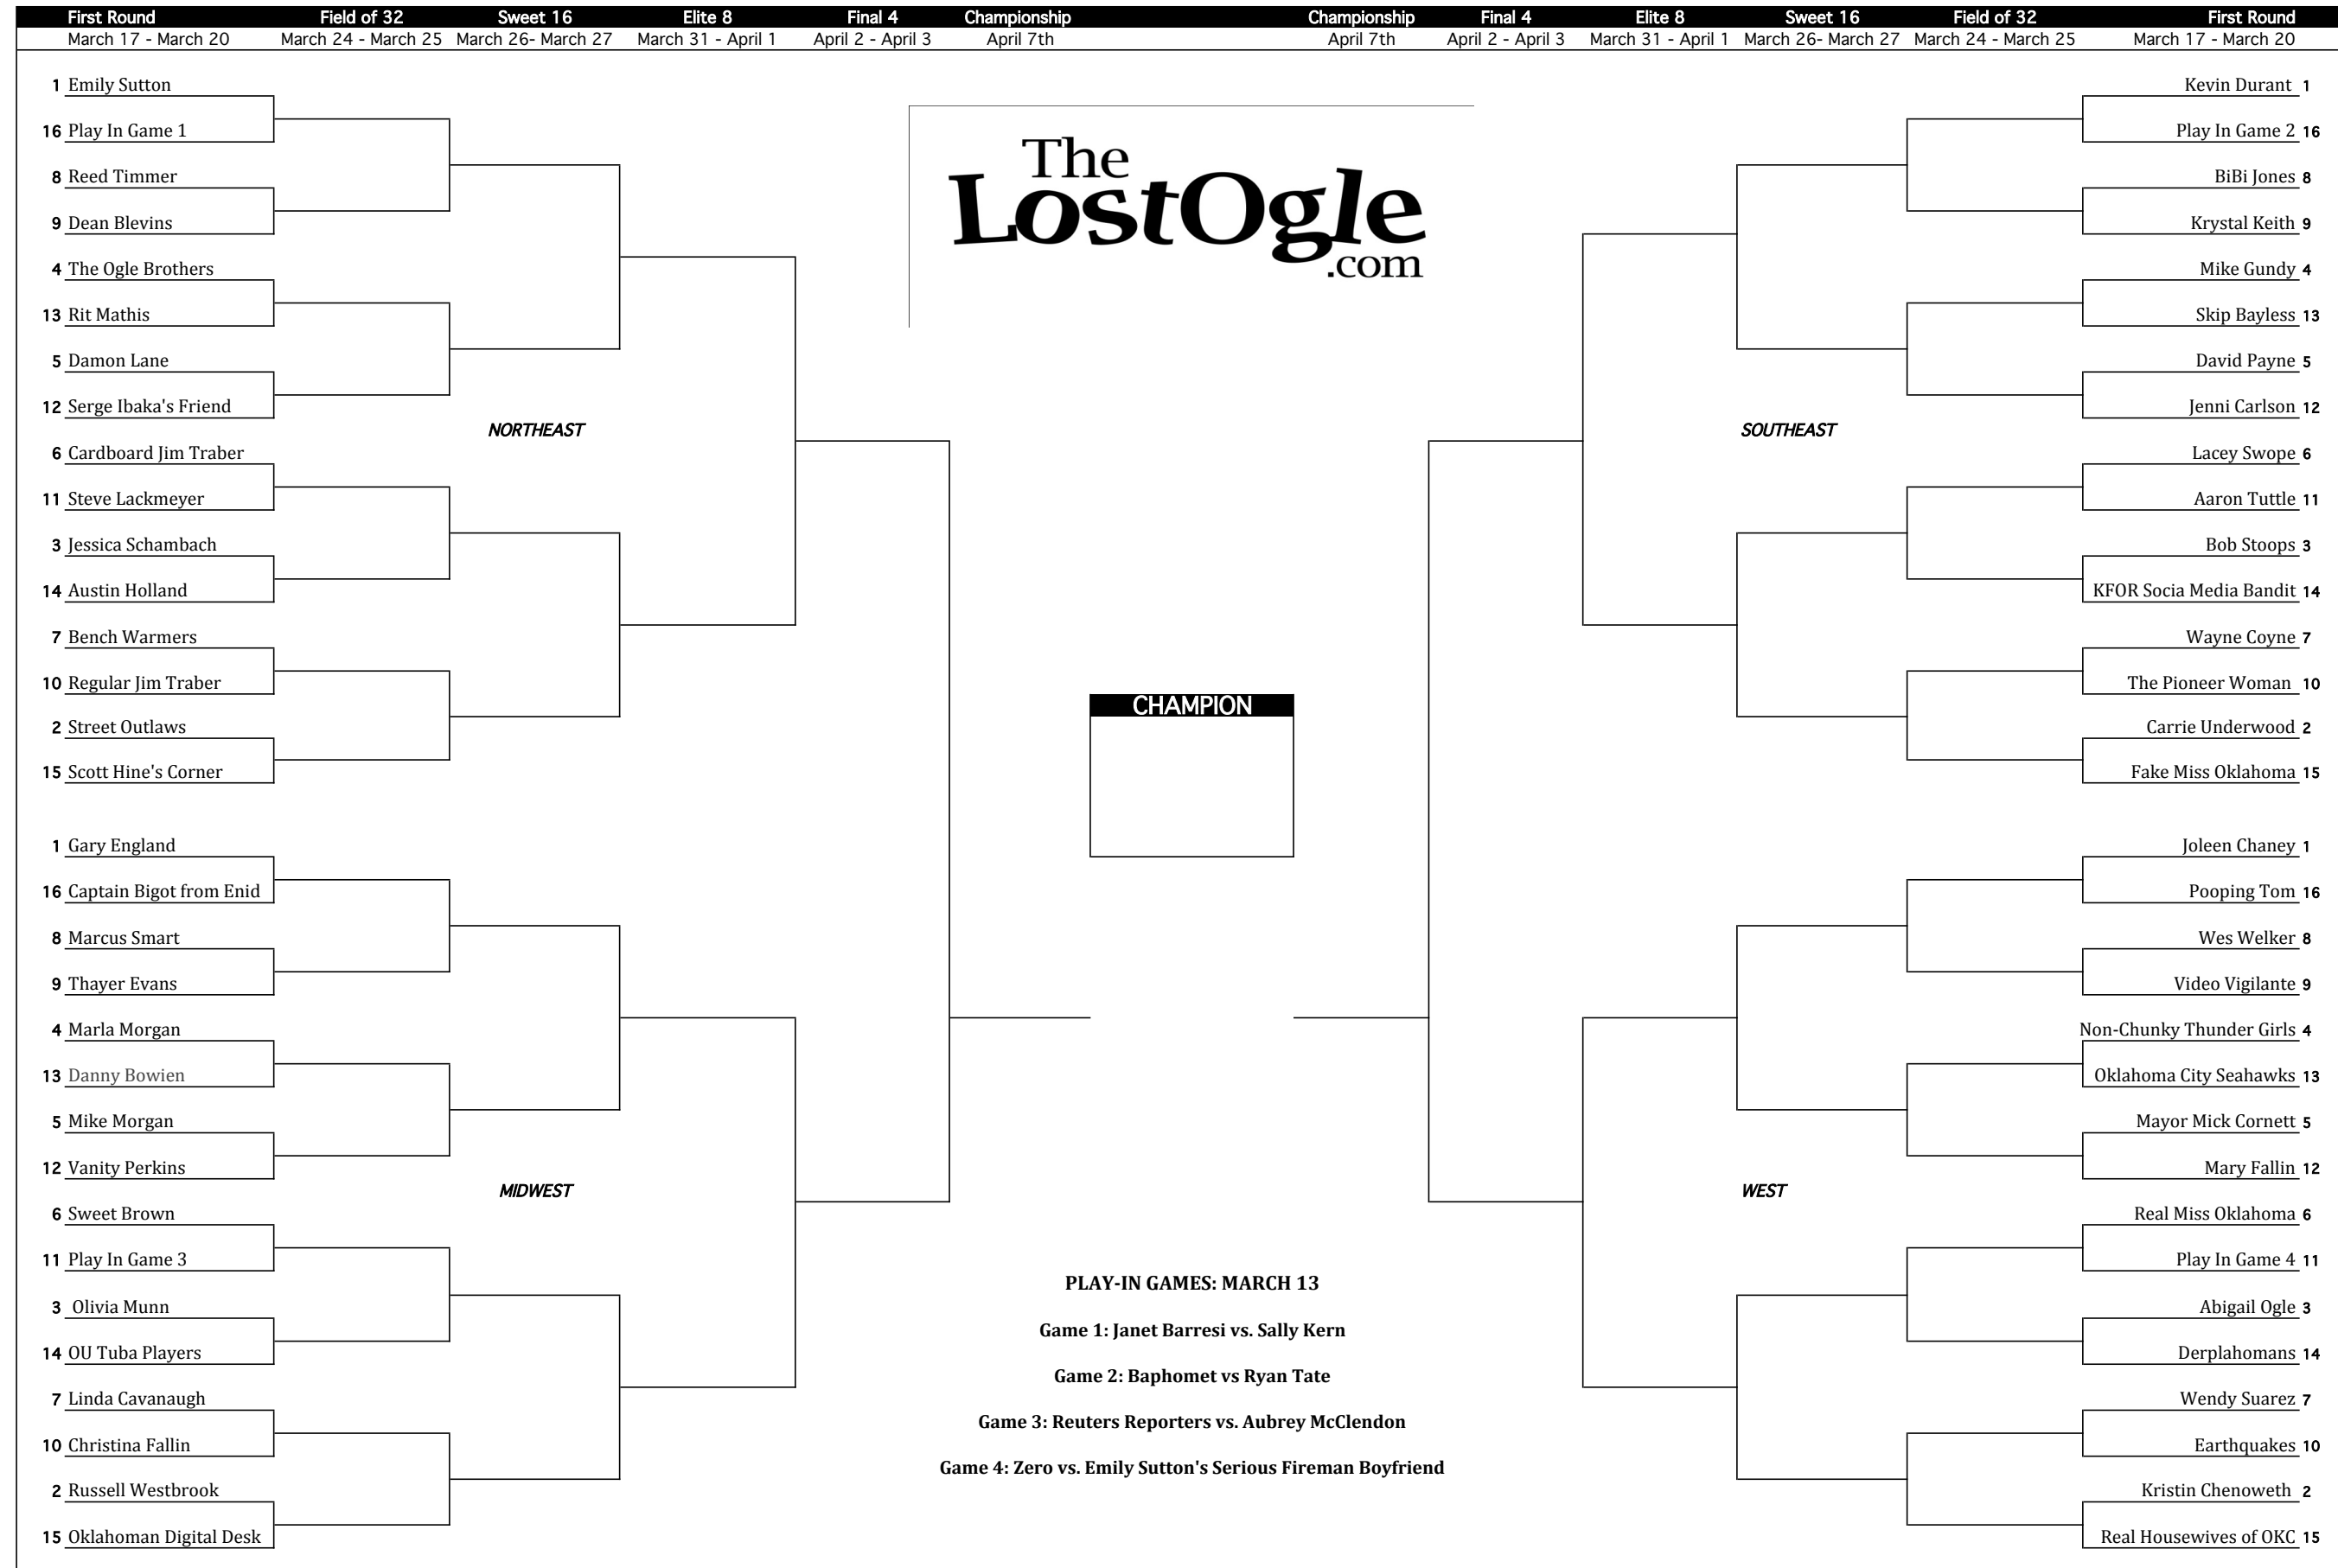 First Round Field of 32 Sweet 16 Elite 8 Final 4 Championship Championship Final 4 Elite 8 Sweet 16 Field of 32 First Round
March 17 - March 20 March 24 - March 25 March 26- March 27 March 31 - April 1 April 2 - April 3 April 7th April 7th April 2 - April 3 March 31 - April 1 March 26- March 27 March 24 - March 25 March 17 - March 20
1 Emily Sutton
16 Play In Game 1
8 Reed Timmer
9 Dean Blevins
4 The Ogle Brothers
13 Rit Mathis
5 Damon Lane
12 Serge Ibaka's Friend
NORTHEAST
6 Cardboard Jim Traber
11 Steve Lackmeyer
3 Jessica Schambach
14 Austin Holland
7 Bench Warmers
10 Regular Jim Traber
2 Street Outlaws
15 Scott Hine's Corner
1 Gary England
16 Captain Bigot from Enid
8 Marcus Smart
9 Thayer Evans
4 Marla Morgan
13 Danny Bowien
5 Mike Morgan
12 Vanity Perkins
MIDWEST
6 Sweet Brown
11 Play In Game 3
3 Olivia Munn
14 OU Tuba Players
7 Linda Cavanaugh
10 Christina Fallin
2 Russell Westbrook
15 Oklahoman Digital Desk
The
LostOgle
.com
CHAMPION
PLAY-IN GAMES: MARCH 13
Game 1: Janet Barresi vs. Sally Kern
Game 2: Baphomet vs Ryan Tate
Game 3: Reuters Reporters vs. Aubrey McClendon
Game 4: Zero vs. Emily Sutton's Serious Fireman Boyfriend
Kevin Durant 1
Play In Game 2 16
BiBi Jones 8
Krystal Keith 9
Mike Gundy 4
Skip Bayless 13
David Payne 5
Jenni Carlson 12
SOUTHEAST
Lacey Swope 6
Aaron Tuttle 11
Bob Stoops 3
KFOR Socia Media Bandit 14
Wayne Coyne 7
The Pioneer Woman 10
Carrie Underwood 2
Fake Miss Oklahoma 15
Joleen Chaney 1
Pooping Tom 16
Wes Welker 8
Video Vigilante 9
Non-Chunky Thunder Girls 4
Oklahoma City Seahawks 13
Mayor Mick Cornett 5
Mary Fallin 12
WEST
Real Miss Oklahoma 6
Play In Game 4 11
Abigail Ogle 3
Derplahomans 14
Wendy Suarez 7
Earthquakes 10
Kristin Chenoweth 2
Real Housewives of OKC 15